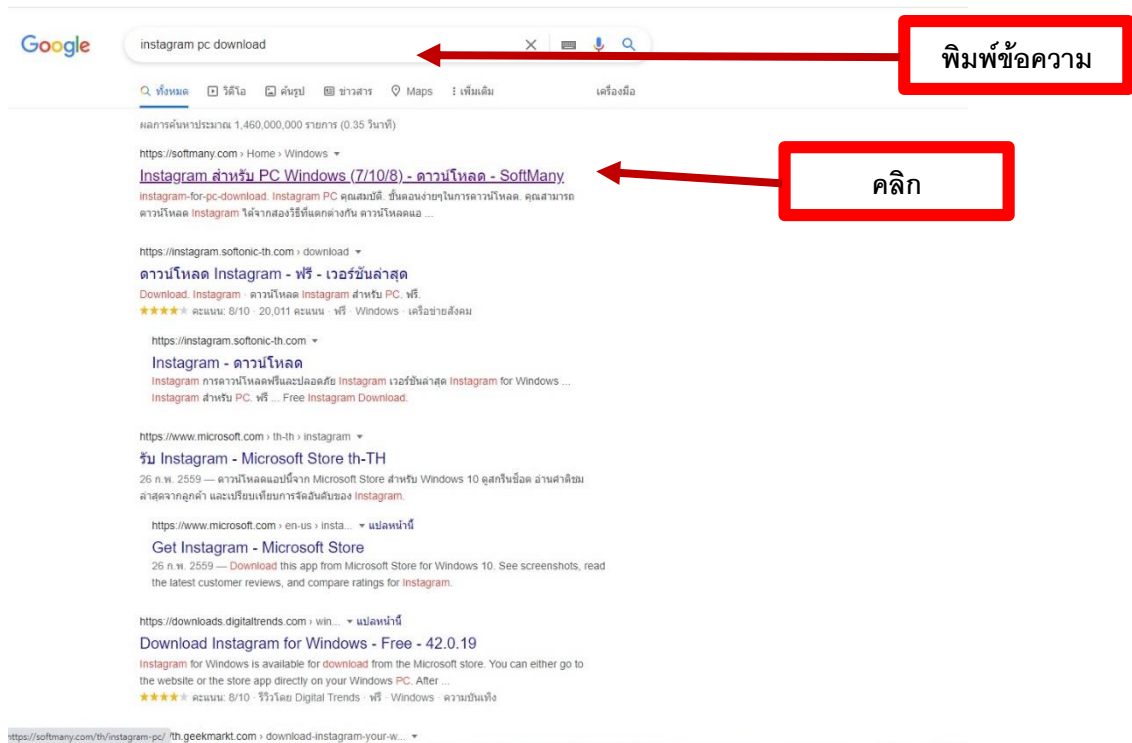 Google
instagram pc download
พิมพ์ข้อความ
ทั้งหมด วิดีโอ ค้นรูป ข่าวสาร Maps เพิ่มเติม เครื่องมือ
ผลการค้นหาประมาณ 1,460,000,000 รายการ (0.35 วินาที)
https://softmany.com › Home › Windows
Instagram สำหรับ PC Windows (7/10/8) - ดาวน์โหลด - SoftMany
คลิก
instagram-for-pc-download. Instagram PC คุณสมบัติ. ขั้นตอนง่ายๆในการดาวน์โหลด. คุณสามารถ
ดาวน์โหลด Instagram ได้จากสองวิธีที่แตกต่างกัน ดาวน์โหลดแอ ...
https://instagram.softonic-th.com › download
ดาวน์โหลด Instagram - ฟรี - เวอร์ชันล่าสุด
Download. Instagram · ดาวน์โหลด Instagram สำหรับ PC. ฟรี.
★★★★★ คะแนน: 8/10 · 20,011 คะแนน · ฟรี · Windows · เครือข่ายสังคม
https://instagram.softonic-th.com
Instagram - ดาวน์โหลด
Instagram การดาวน์โหลดฟรีและปลอดภัย Instagram เวอร์ชันล่าสุด Instagram for Windows ...
Instagram สำหรับ PC. ฟรี ... Free Instagram Download.
https://www.microsoft.com › th-th › instagram
รับ Instagram - Microsoft Store th-TH
26 ก.พ. 2559 — ดาวน์โหลดแอปนี้จาก Microsoft Store สำหรับ Windows 10 ดูสกรีนช็อต อ่านคำติชม
ล่าสุดจากลูกค้า และเปรียบเทียบการจัดอันดับของ Instagram.
https://www.microsoft.com › en-us › insta... แปลหน้านี้
Get Instagram - Microsoft Store
26 ก.พ. 2559 — Download this app from Microsoft Store for Windows 10. See screenshots, read
the latest customer reviews, and compare ratings for Instagram.
https://downloads.digitaltrends.com › win... แปลหน้านี้
Download Instagram for Windows - Free - 42.0.19
Instagram for Windows is available for download from the Microsoft store. You can either go to
the website or the store app directly on your Windows PC. After ...
★★★★★ คะแนน: 8/10 · รีวิวโดย Digital Trends · ฟรี · Windows · ความบันเทิง
https://softmany.com/th/instagram-pc/ /th.geekmarkt.com › download-instagram-your-w...